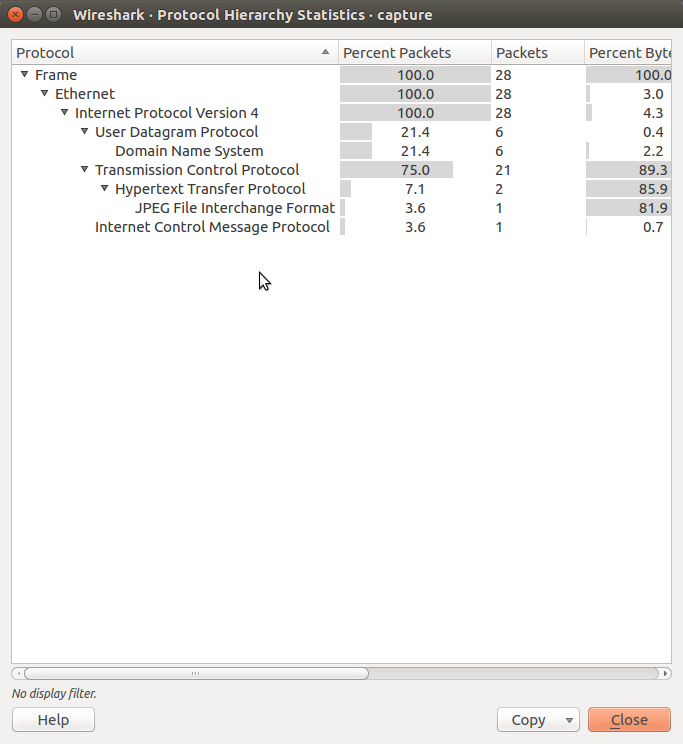 Wireshark · Protocol Hierarchy Statistics · capture
Protocol Percent Packets Packets Percent Byte
Frame 100.0 28 100.0
Ethernet 100.0 28 3.0
Internet Protocol Version 4 100.0 28 4.3
User Datagram Protocol 21.4 6 0.4
Domain Name System 21.4 6 2.2
Transmission Control Protocol 75.0 21 89.3
Hypertext Transfer Protocol 7.1 2 85.9
JPEG File Interchange Format 3.6 1 81.9
Internet Control Message Protocol 3.6 1 0.7
No display filter.
Help Copy Close